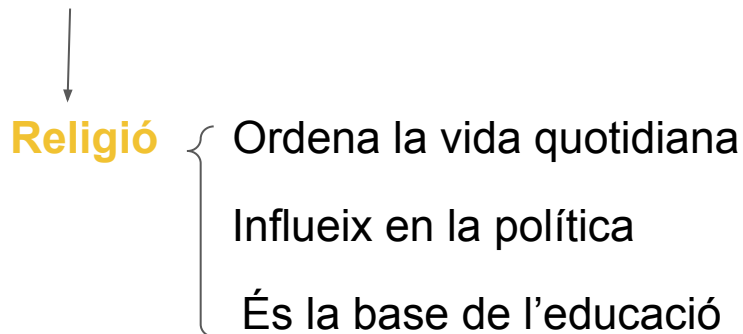 Religió Ordena la vida quotidiana
Influeix en la política
És la base de l’educació